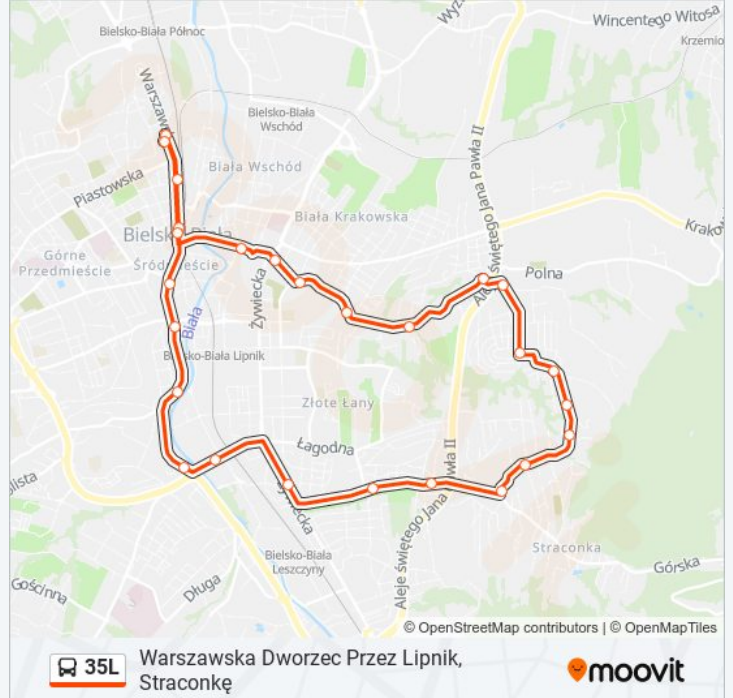 Bielsko-Biała Północ
Wincentego Witosa
Krzemio
Warszaw
Bielsko-Biała
Wschód
Aleje świętego Jana Pawła II
Piastowska
Biała Wschód
Biała Krakowska
Krako
Bielsko-Biała
Górne
Przedmieście
Śródmieście
Polna
Żywiecka
Biała
Bielsko-Biała Lipnik
Złote Łany
Łagodna
Żywiecka
Aleje świętego Jana Pawła II
Bielsko-Biała
Leszczyny
Straconka
Górska
Gościnna
Długa
© OpenStreetMap contributors | © OpenMapTiles
35L
Warszawska Dworzec Przez Lipnik,
Straconkę
moovit